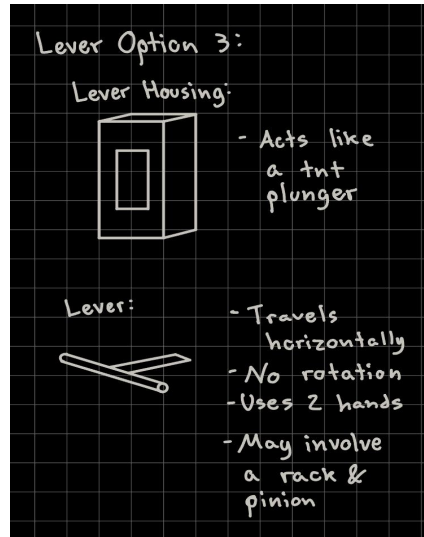 Lever Option 3:
Lever Housing:
- Acts like
a tnt
plunger
Lever:
- Travels
horizontally
- No rotation
- Uses 2 hands
- May involve
a rack &
pinion